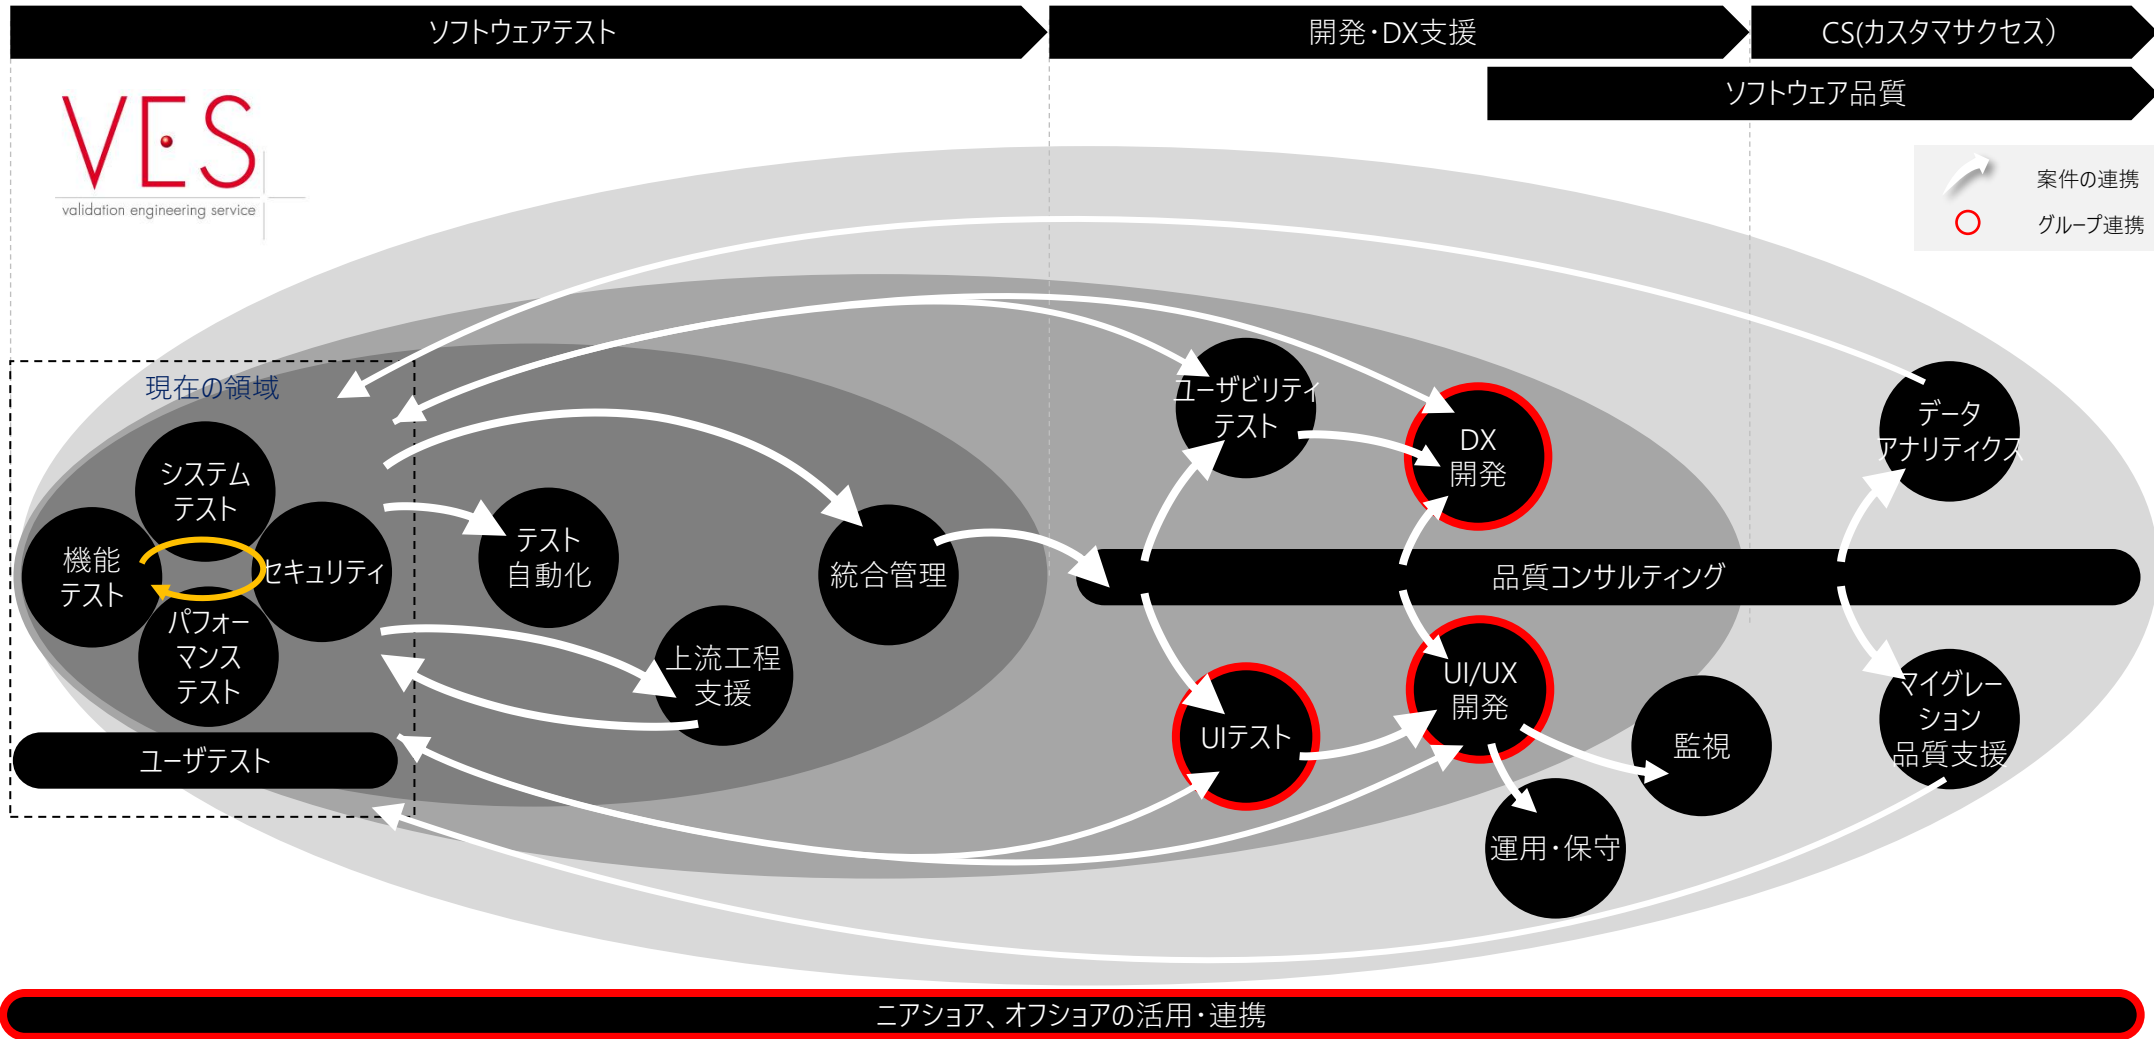 ソフトウェアテスト
開発・DX支援
CS(カスタマサクセス)
ソフトウェア品質
VES
validation engineering service
案件の連携
グループ連携
現在の領域
システム
テスト
機能
テスト
セキュリティ
パフォー
マンス
テスト
ユーザテスト
テスト
自動化
上流工程
支援
統合管理
ユーザビリティ
テスト
DX
開発
品質コンサルティング
UIテスト
UI/UX
開発
監視
運用・保守
データ
アナリティクス
マイグレー
ション
品質支援
ニアショア、オフショアの活用・連携